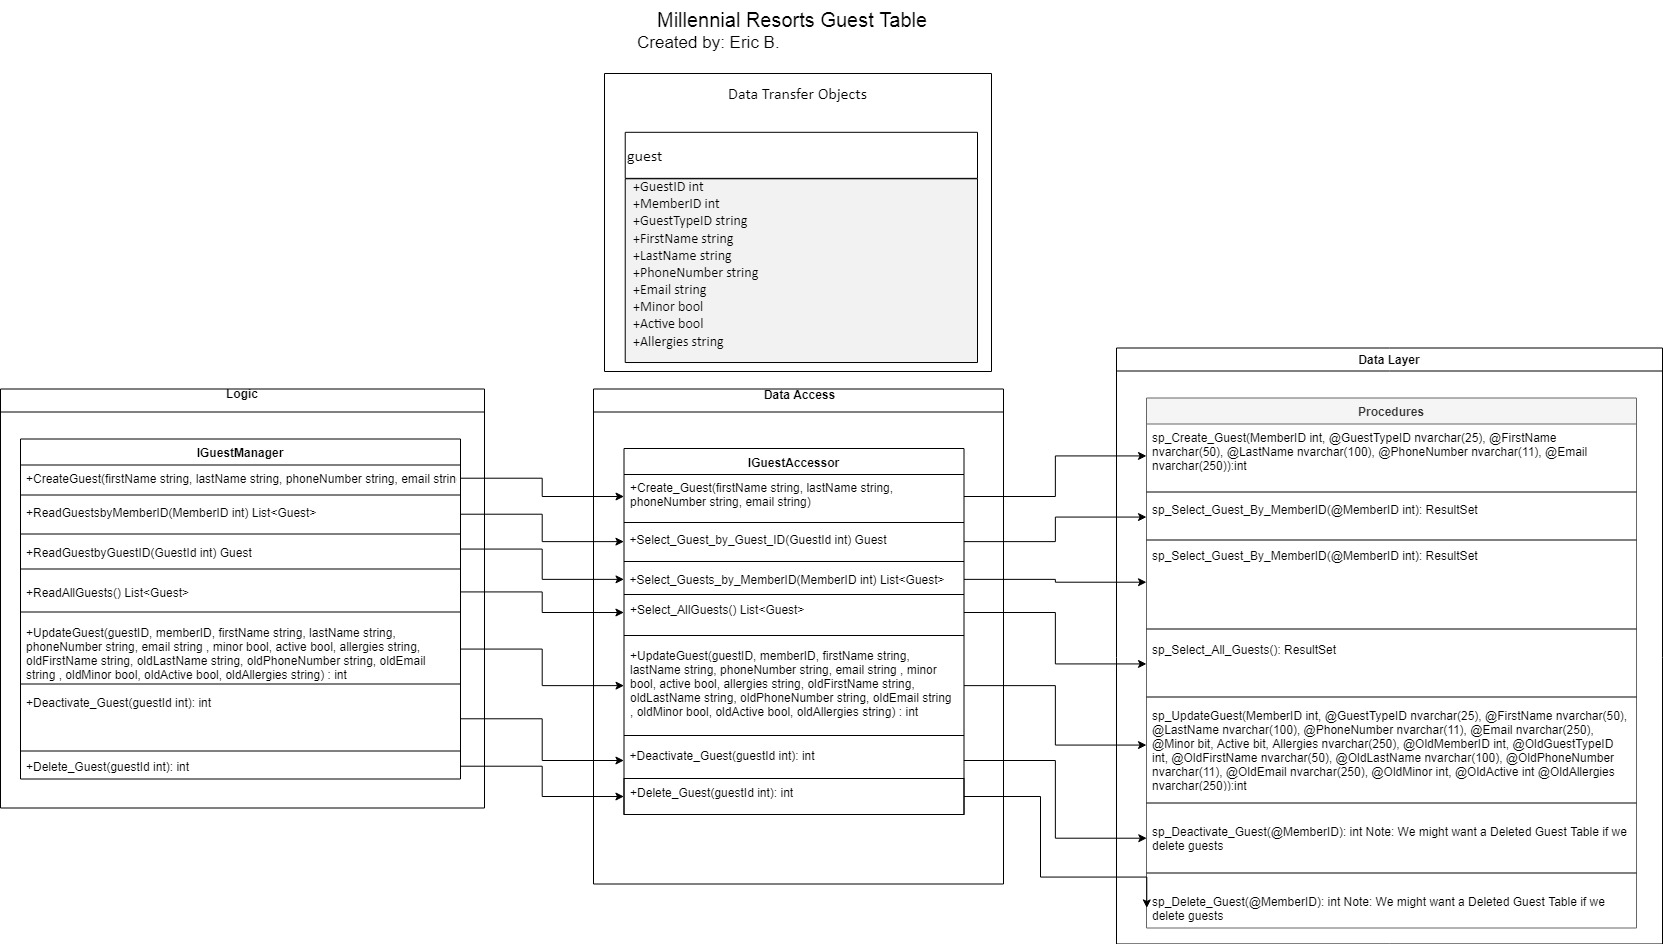 Millennial Resorts Guest Table
Created by: Eric B.
Data Transfer Objects
guest
+GuestID int
+MemberID int
+GuestTypeID string
+FirstName string
+LastName string
+PhoneNumber string
+Email string
+Minor bool
+Active bool
+Allergies string
Logic
IGuestManager
+CreateGuest(firstName string, lastName string, phoneNumber string, email strin
+ReadGuestsbyMemberID(MemberID int) List<Guest>
+ReadGuestbyGuestID(GuestId int) Guest
+ReadAllGuests() List<Guest>
+UpdateGuest(guestID, memberID, firstName string, lastName string,
phoneNumber string, email string , minor bool, active bool, allergies string,
oldFirstName string, oldLastName string, oldPhoneNumber string, oldEmail
string , oldMinor bool, oldActive bool, oldAllergies string) : int
+Deactivate_Guest(guestId int): int
+Delete_Guest(guestId int): int
Data Access
IGuestAccessor
+Create_Guest(firstName string, lastName string,
phoneNumber string, email string)
+Select_Guest_by_Guest_ID(GuestId int) Guest
+Select_Guests_by_MemberID(MemberID int) List<Guest>
+Select_AllGuests() List<Guest>
+UpdateGuest(guestID, memberID, firstName string,
lastName string, phoneNumber string, email string , minor
bool, active bool, allergies string, oldFirstName string,
oldLastName string, oldPhoneNumber string, oldEmail string
, oldMinor bool, oldActive bool, oldAllergies string) : int
+Deactivate_Guest(guestId int): int
+Delete_Guest(guestId int): int
Data Layer
Procedures
sp_Create_Guest(MemberID int, @GuestTypeID nvarchar(25), @FirstName
nvarchar(50), @LastName nvarchar(100), @PhoneNumber nvarchar(11), @Email
nvarchar(250)):int
sp_Select_Guest_By_MemberID(@MemberID int): ResultSet
sp_Select_Guest_By_MemberID(@MemberID int): ResultSet
sp_Select_All_Guests(): ResultSet
sp_UpdateGuest(MemberID int, @GuestTypeID nvarchar(25), @FirstName nvarchar(50),
@LastName nvarchar(100), @PhoneNumber nvarchar(11), @Email nvarchar(250),
@Minor bit, Active bit, Allergies nvarchar(250), @OldMemberID int, @OldGuestTypeID
int, @OldFirstName nvarchar(50), @OldLastName nvarchar(100), @OldPhoneNumber
nvarchar(11), @OldEmail nvarchar(250), @OldMinor int, @OldActive int @OldAllergies
nvarchar(250)):int
sp_Deactivate_Guest(@MemberID): int Note: We might want a Deleted Guest Table if we
delete guests
sp_Delete_Guest(@MemberID): int Note: We might want a Deleted Guest Table if we
delete guests